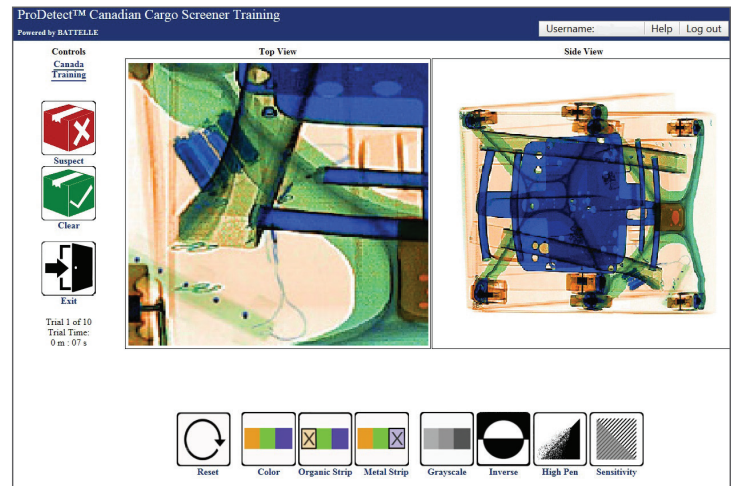 ProDetect™ Canadian Cargo Screener Training
Powered by BATTELLE
Username: Help Log out
Controls
Top View
Side View
Canada
Training
Suspect
Clear
Exit
Trial 1 of 10
Trial Time:
0 m : 07 s
Reset
Color
Organic Strip
Metal Strip
Grayscale
Inverse
High Pen
Sensitivity